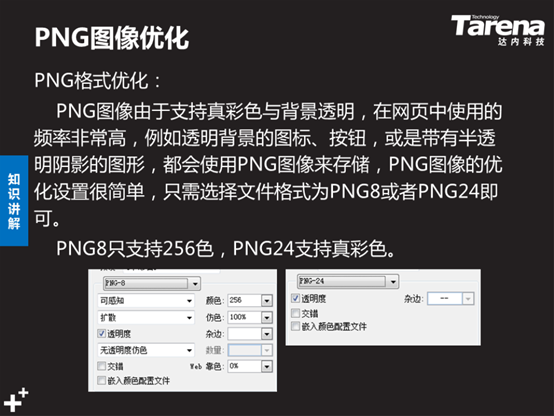 PNG图像优化
Technology
Tarena
达内科技
PNG格式优化：
PNG图像由于支持真彩色与背景透明，在网页中使用的
频率非常高，例如透明背景的图标、按钮，或是带有半透
明阴影的图形，都会使用PNG图像来存储，PNG图像的优
化设置很简单，只需选择文件格式为PNG8或者PNG24即
可。
PNG8只支持256色，PNG24支持真彩色。
知识讲解
PNG-8
可感知 颜色: 256
扩散 仿色: 100%
透明度 杂边:
无透明度仿色 数量:
交错 Web 靠色: 0%
嵌入颜色配置文件
PNG-24
透明度 杂边: --
交错
嵌入颜色配置文件